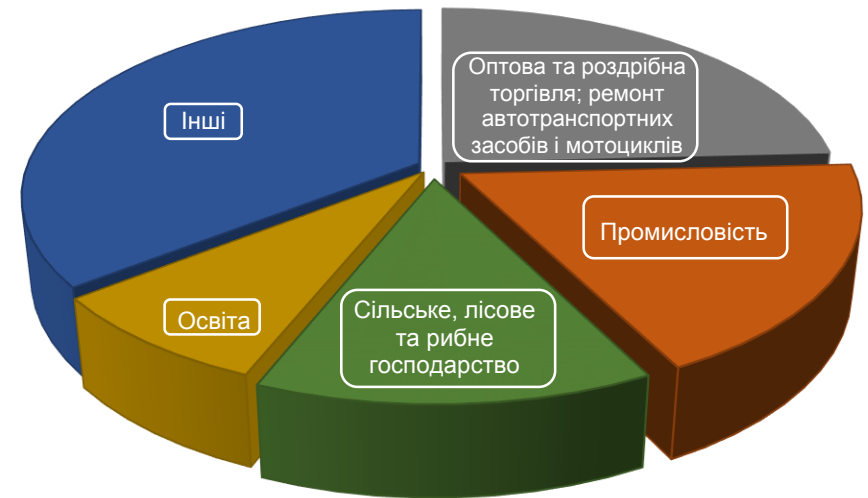 Інші
Оптова та роздрібна
торгівля; ремонт
автотранспортних
засобів і мотоциклів
Промисловість
Освіта
Сільське, лісове
та рибне
господарство